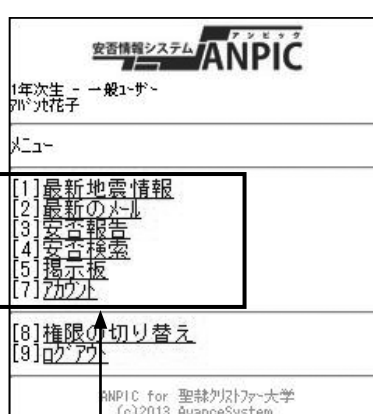 アンピック
安否情報システム ANPIC
1年次生 - 一般ﾕｰｻﾞｰ
ｱﾊﾞﾝｾ花子
ﾒﾆｭｰ
[1]最新地震情報
[2]最新のﾒｰﾙ
[3]安否報告
[4]安否検索
[5]掲示板
[7]ｱｶｳﾝﾄ
[8]権限の切り替え
[9]ﾛｸﾞｱｳﾄ
ANPIC for 聖隷ｸﾘｽﾄﾌｧｰ大学
(c)2013 AvanceSystem